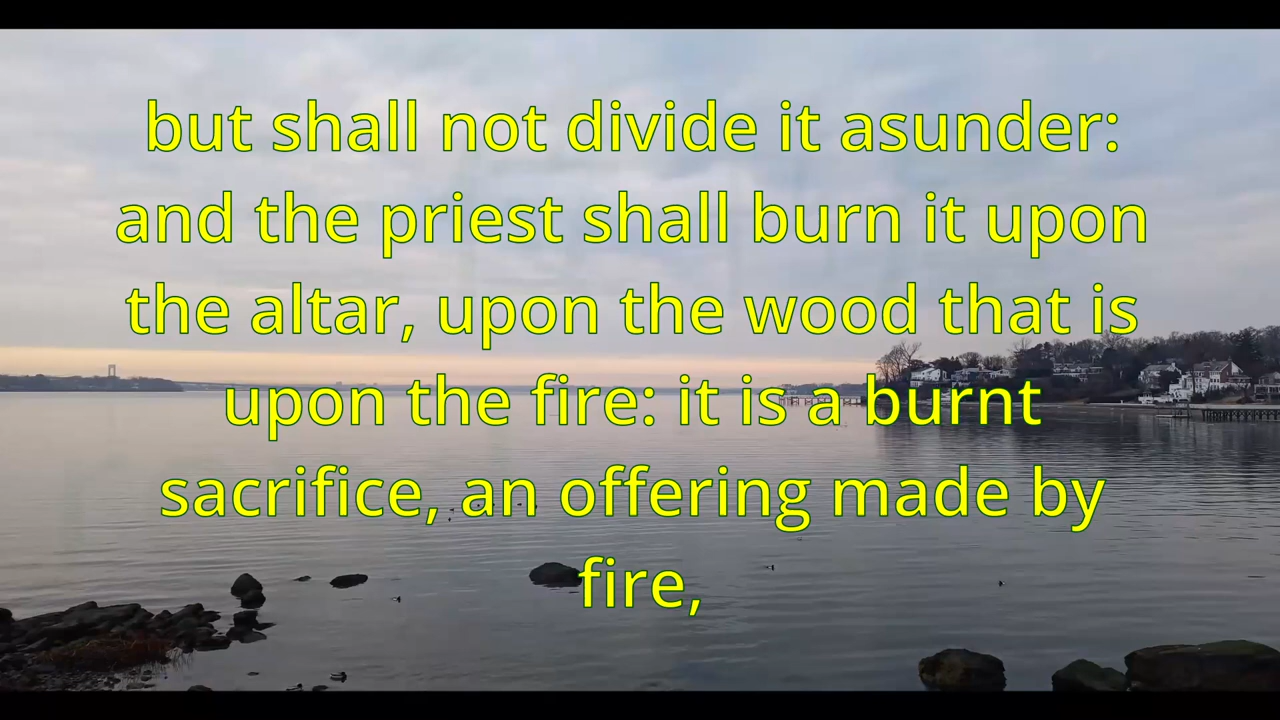 but shall not divide it asunder:
and the priest shall burn it upon
the altar, upon the wood that is
upon the fire: it is a burnt
sacrifice, an offering made by
fire,